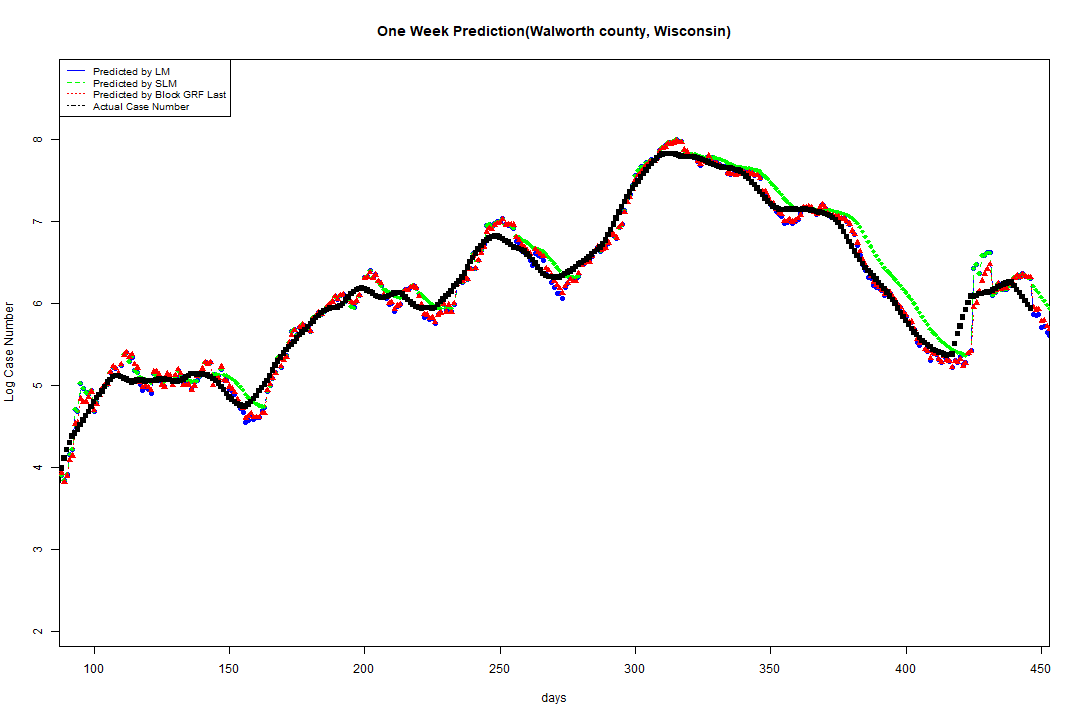 One Week Prediction(Walworth county, Wisconsin)
Predicted by LM
Predicted by SLM
Predicted by Block GRF Last
Actual Case Number
8
7
6
5
4
3
2
Log Case Number
100 150 200 250 300 350 400 450
days